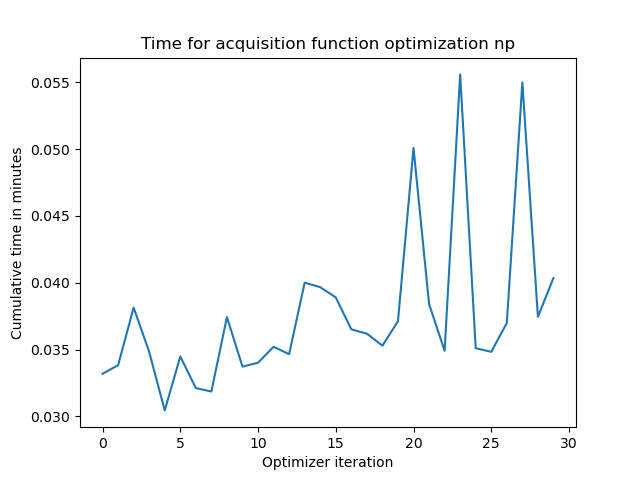 Time for acquisition function optimization np
Cumulative time in minutes
0.055
0.050
0.045
0.040
0.035
0.030
0 5 10 15 20 25 30
Optimizer iteration